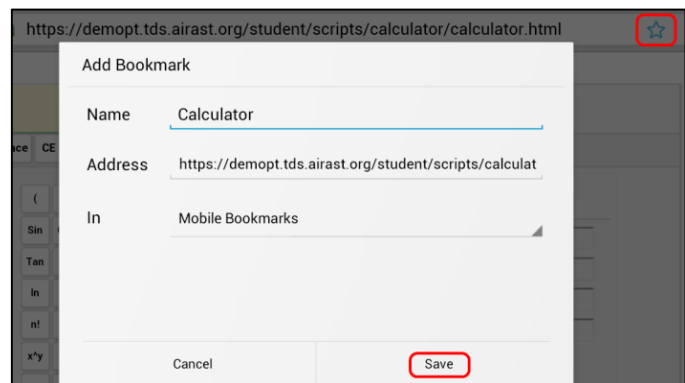 https://demopt.tds.airast.org/student/scripts/calculator/calculator.html
Add Bookmark
Name Calculator
CE
Address https://demopt.tds.airast.org/student/scripts/calculat
(
In Mobile Bookmarks
Sin
Tan
ln
n!
x^y
Cancel Save